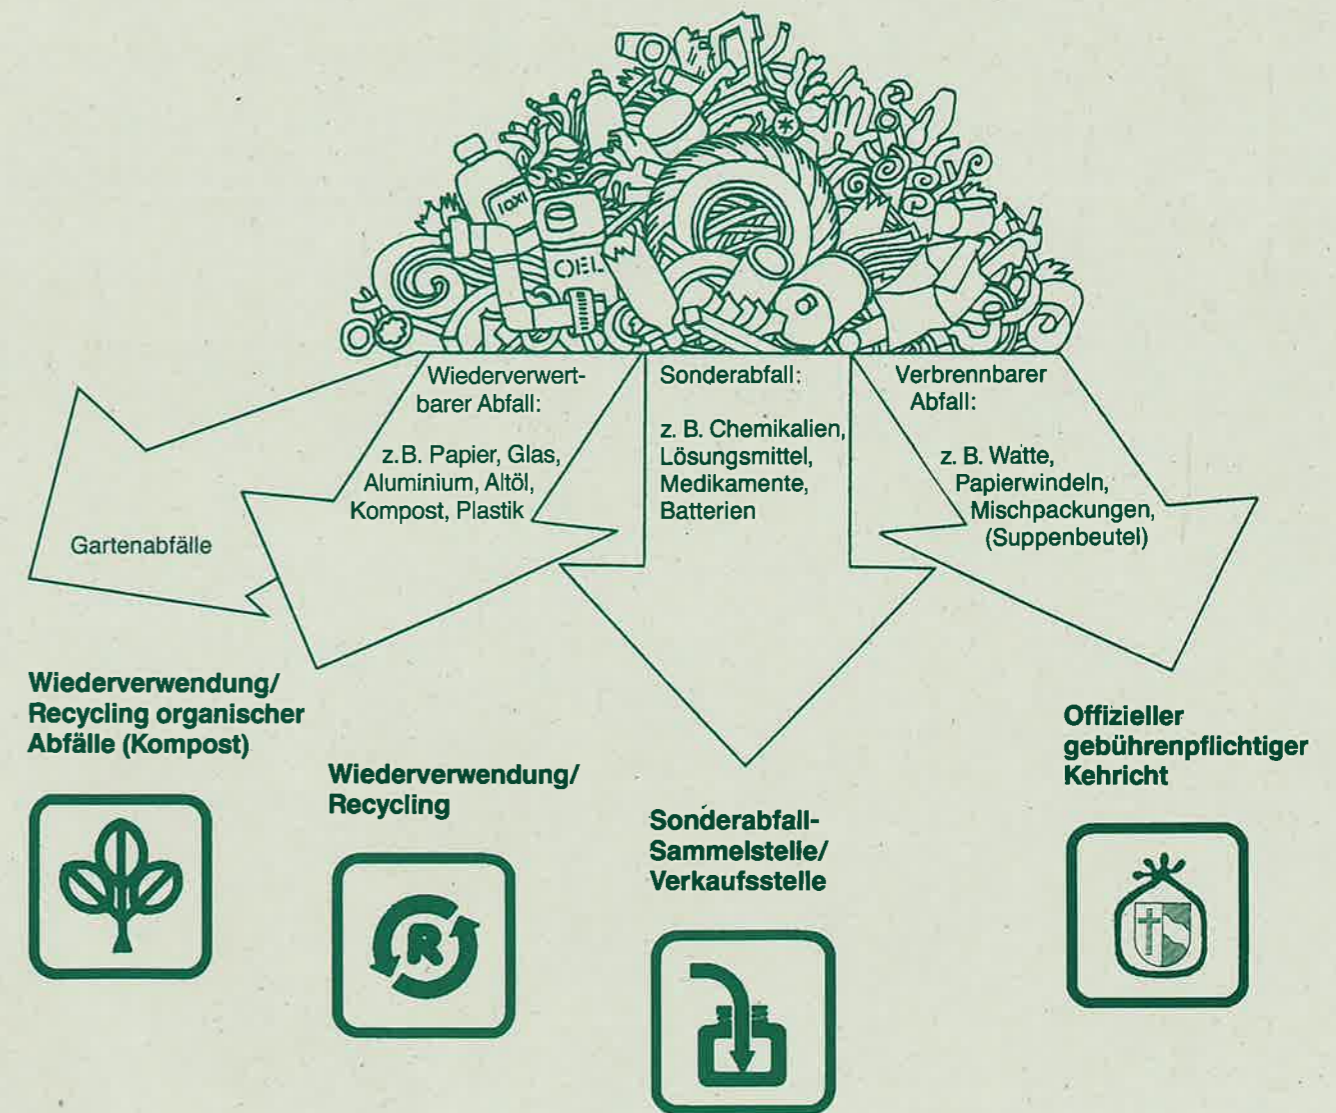 TOXI
OEL
Wiederverwert-
barer Abfall:
z.B. Papier, Glas,
Aluminium, Altöl,
Kompost, Plastik
Sonderabfall:
z. B. Chemikalien,
Lösungsmittel,
Medikamente,
Batterien
Verbrennbarer
Abfall:
z. B. Watte,
Papierwindeln,
Mischpackungen,
(Suppenbeutel)
Gartenabfälle
Wiederverwendung/
Recycling organischer
Abfälle (Kompost)
Wiederverwendung/
Recycling
R
Sonderabfall-
Sammelstelle/
Verkaufsstelle
Offizieller
gebührenpflichtiger
Kehricht